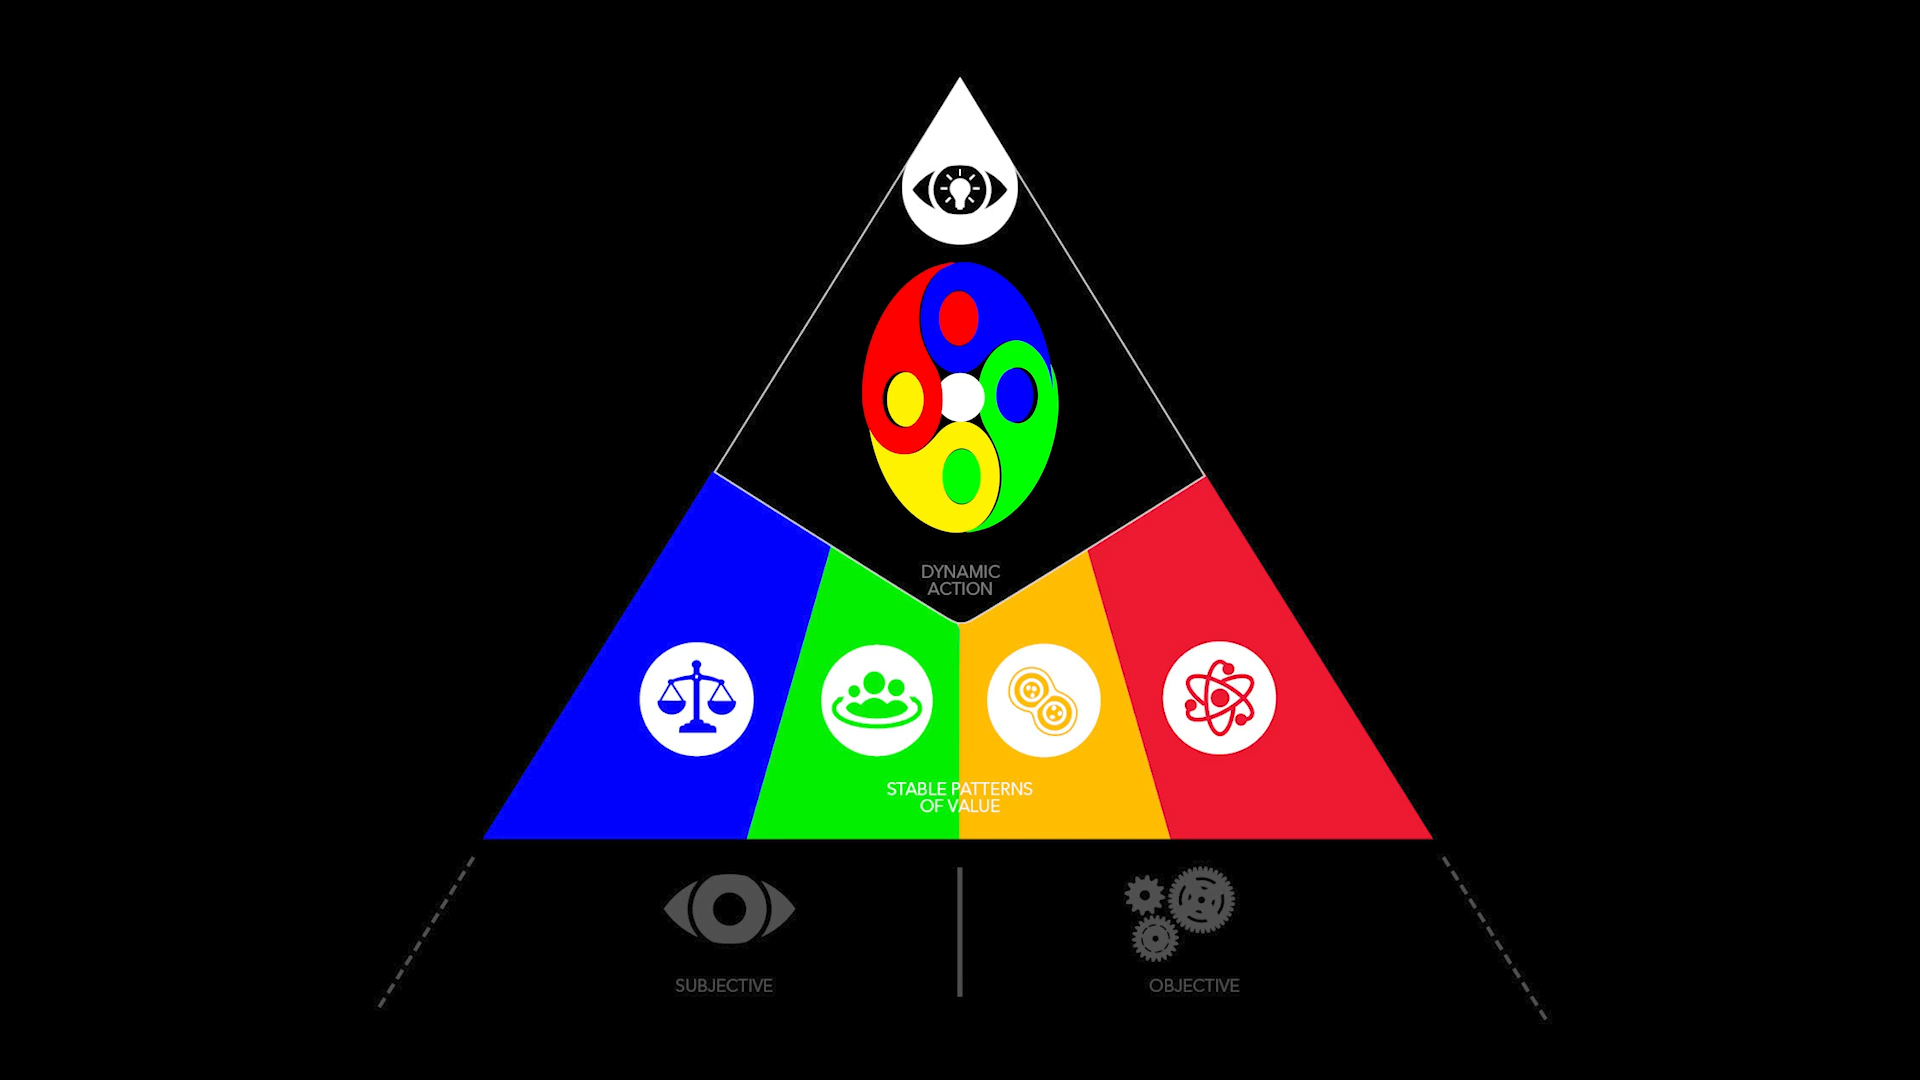 DYNAMIC
ACTION
STABLE PATTERNS
OF VALUE
SUBJECTIVE
OBJECTIVE